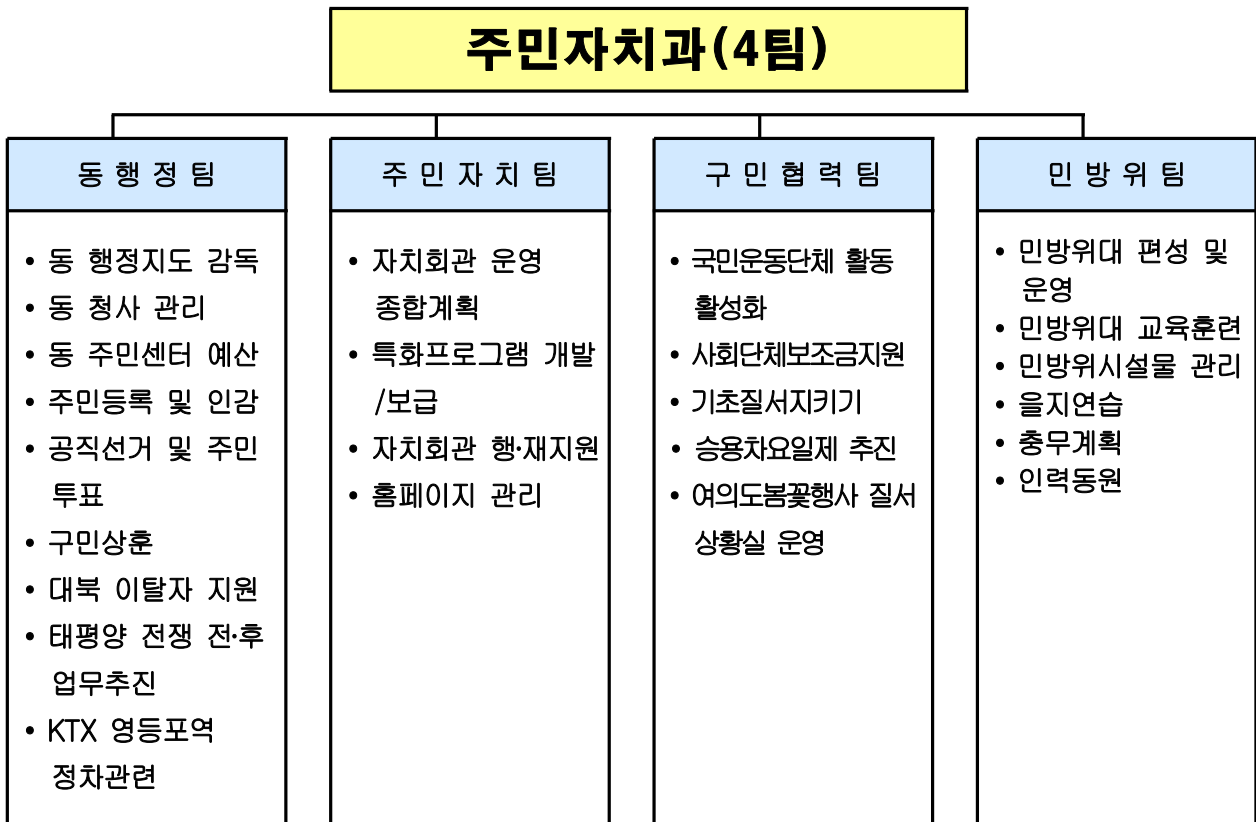 주민자치과(4팀)
동 행 정 팀
• 동 행정지도 감독
• 동 청사 관리
• 동 주민센터 예산
• 주민등록 및 인감
• 공직선거 및 주민
투표
• 구민상훈
• 대북 이탈자 지원
• 태평양 전쟁 전·후
업무추진
• KTX 영등포역
정차관련
주 민 자 치 팀
• 자치회관 운영
종합계획
• 특화프로그램 개발
/보급
• 자치회관 행·재지원
• 홈페이지 관리
구 민 협 력 팀
• 국민운동단체 활동
활성화
• 사회단체보조금지원
• 기초질서지키기
• 승용차요일제 추진
• 여의도봄꽃행사 질서
상황실 운영
민 방 위 팀
• 민방위대 편성 및
운영
• 민방위대 교육훈련
• 민방위시설물 관리
• 을지연습
• 충무계획
• 인력동원